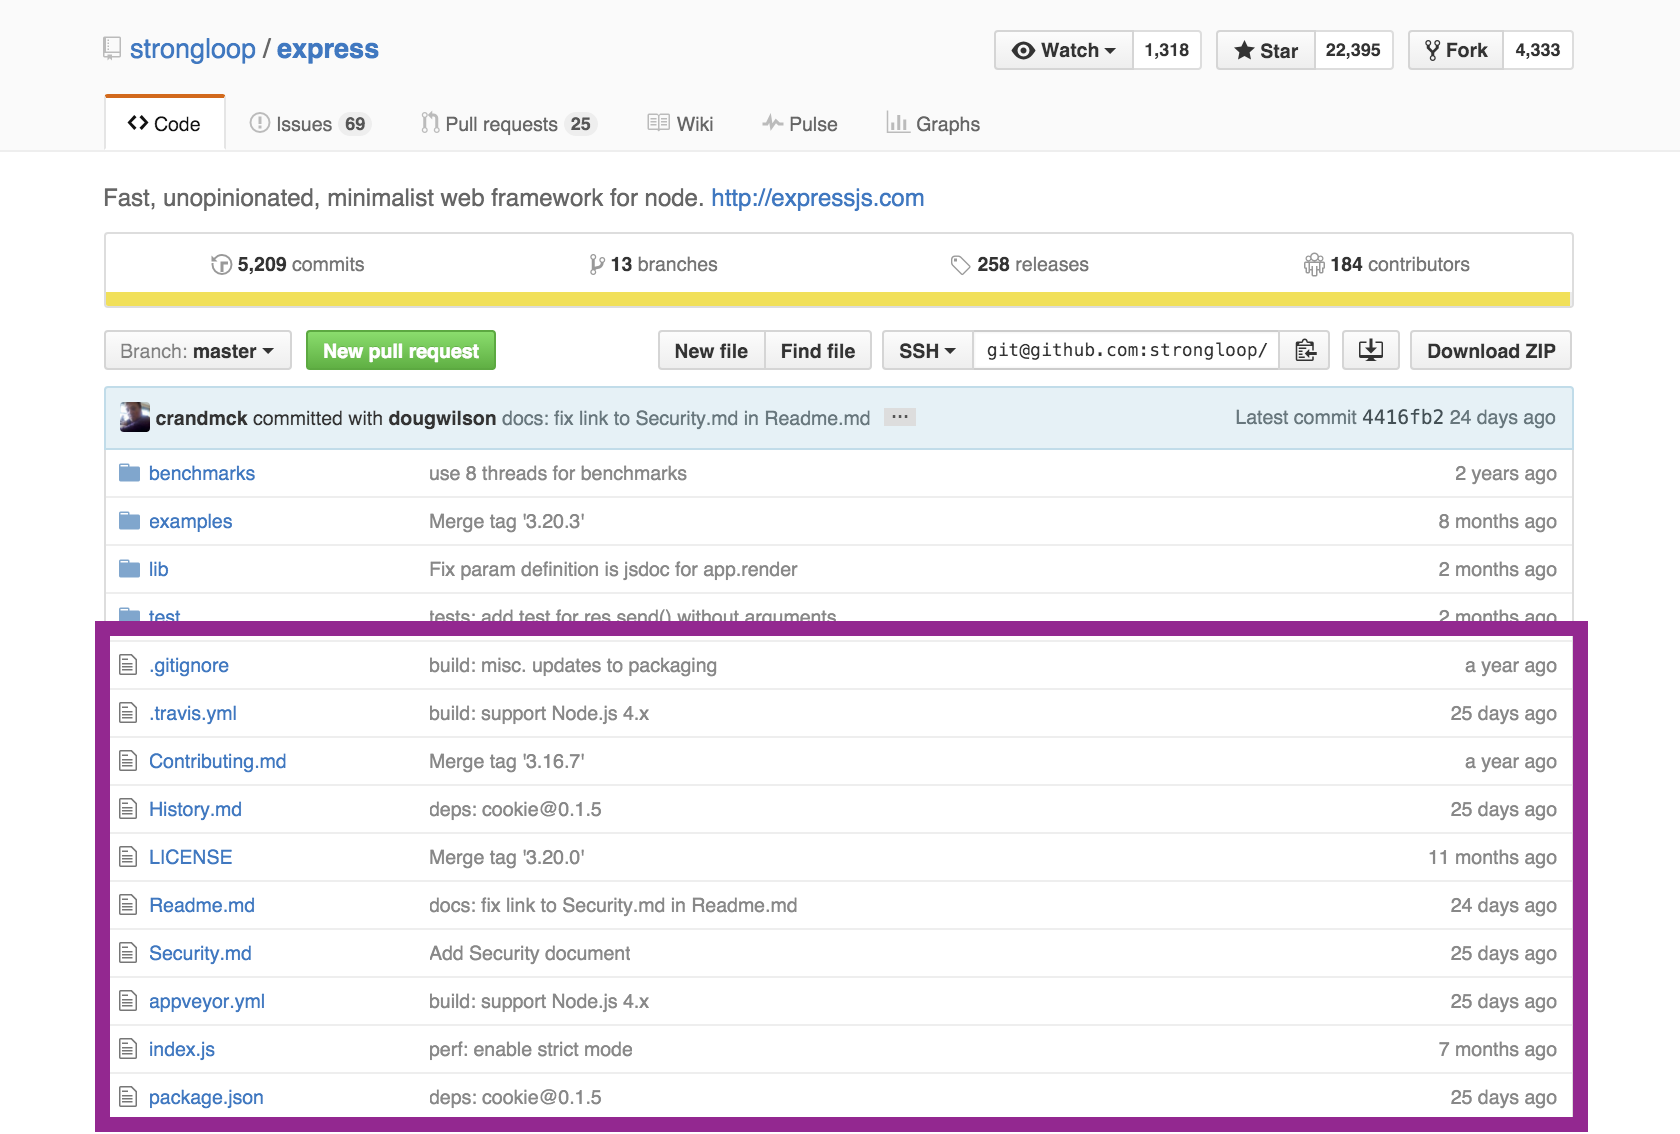 strongloop / express
Watch 1,318 Star 22,395 Fork 4,333
Code Issues 69 Pull requests 25 Wiki Pulse Graphs
Fast, unopinionated, minimalist web framework for node. http://expressjs.com
5,209 commits 13 branches 258 releases 184 contributors
Branch: master New pull request New file Find file SSH git@github.com:strongloop/ Download ZIP
crandmck committed with dougwilson docs: fix link to Security.md in Readme.md ... Latest commit 4416fb2 24 days ago
benchmarks use 8 threads for benchmarks 2 years ago
examples Merge tag '3.20.3' 8 months ago
lib Fix param definition is jsdoc for app.render 2 months ago
test tests: add test for res.send() without arguments 2 months ago
.gitignore build: misc. updates to packaging a year ago
.travis.yml build: support Node.js 4.x 25 days ago
Contributing.md Merge tag '3.16.7' a year ago
History.md deps: cookie@0.1.5 25 days ago
LICENSE Merge tag '3.20.0' 11 months ago
Readme.md docs: fix link to Security.md in Readme.md 24 days ago
Security.md Add Security document 25 days ago
appveyor.yml build: support Node.js 4.x 25 days ago
index.js perf: enable strict mode 7 months ago
package.json deps: cookie@0.1.5 25 days ago